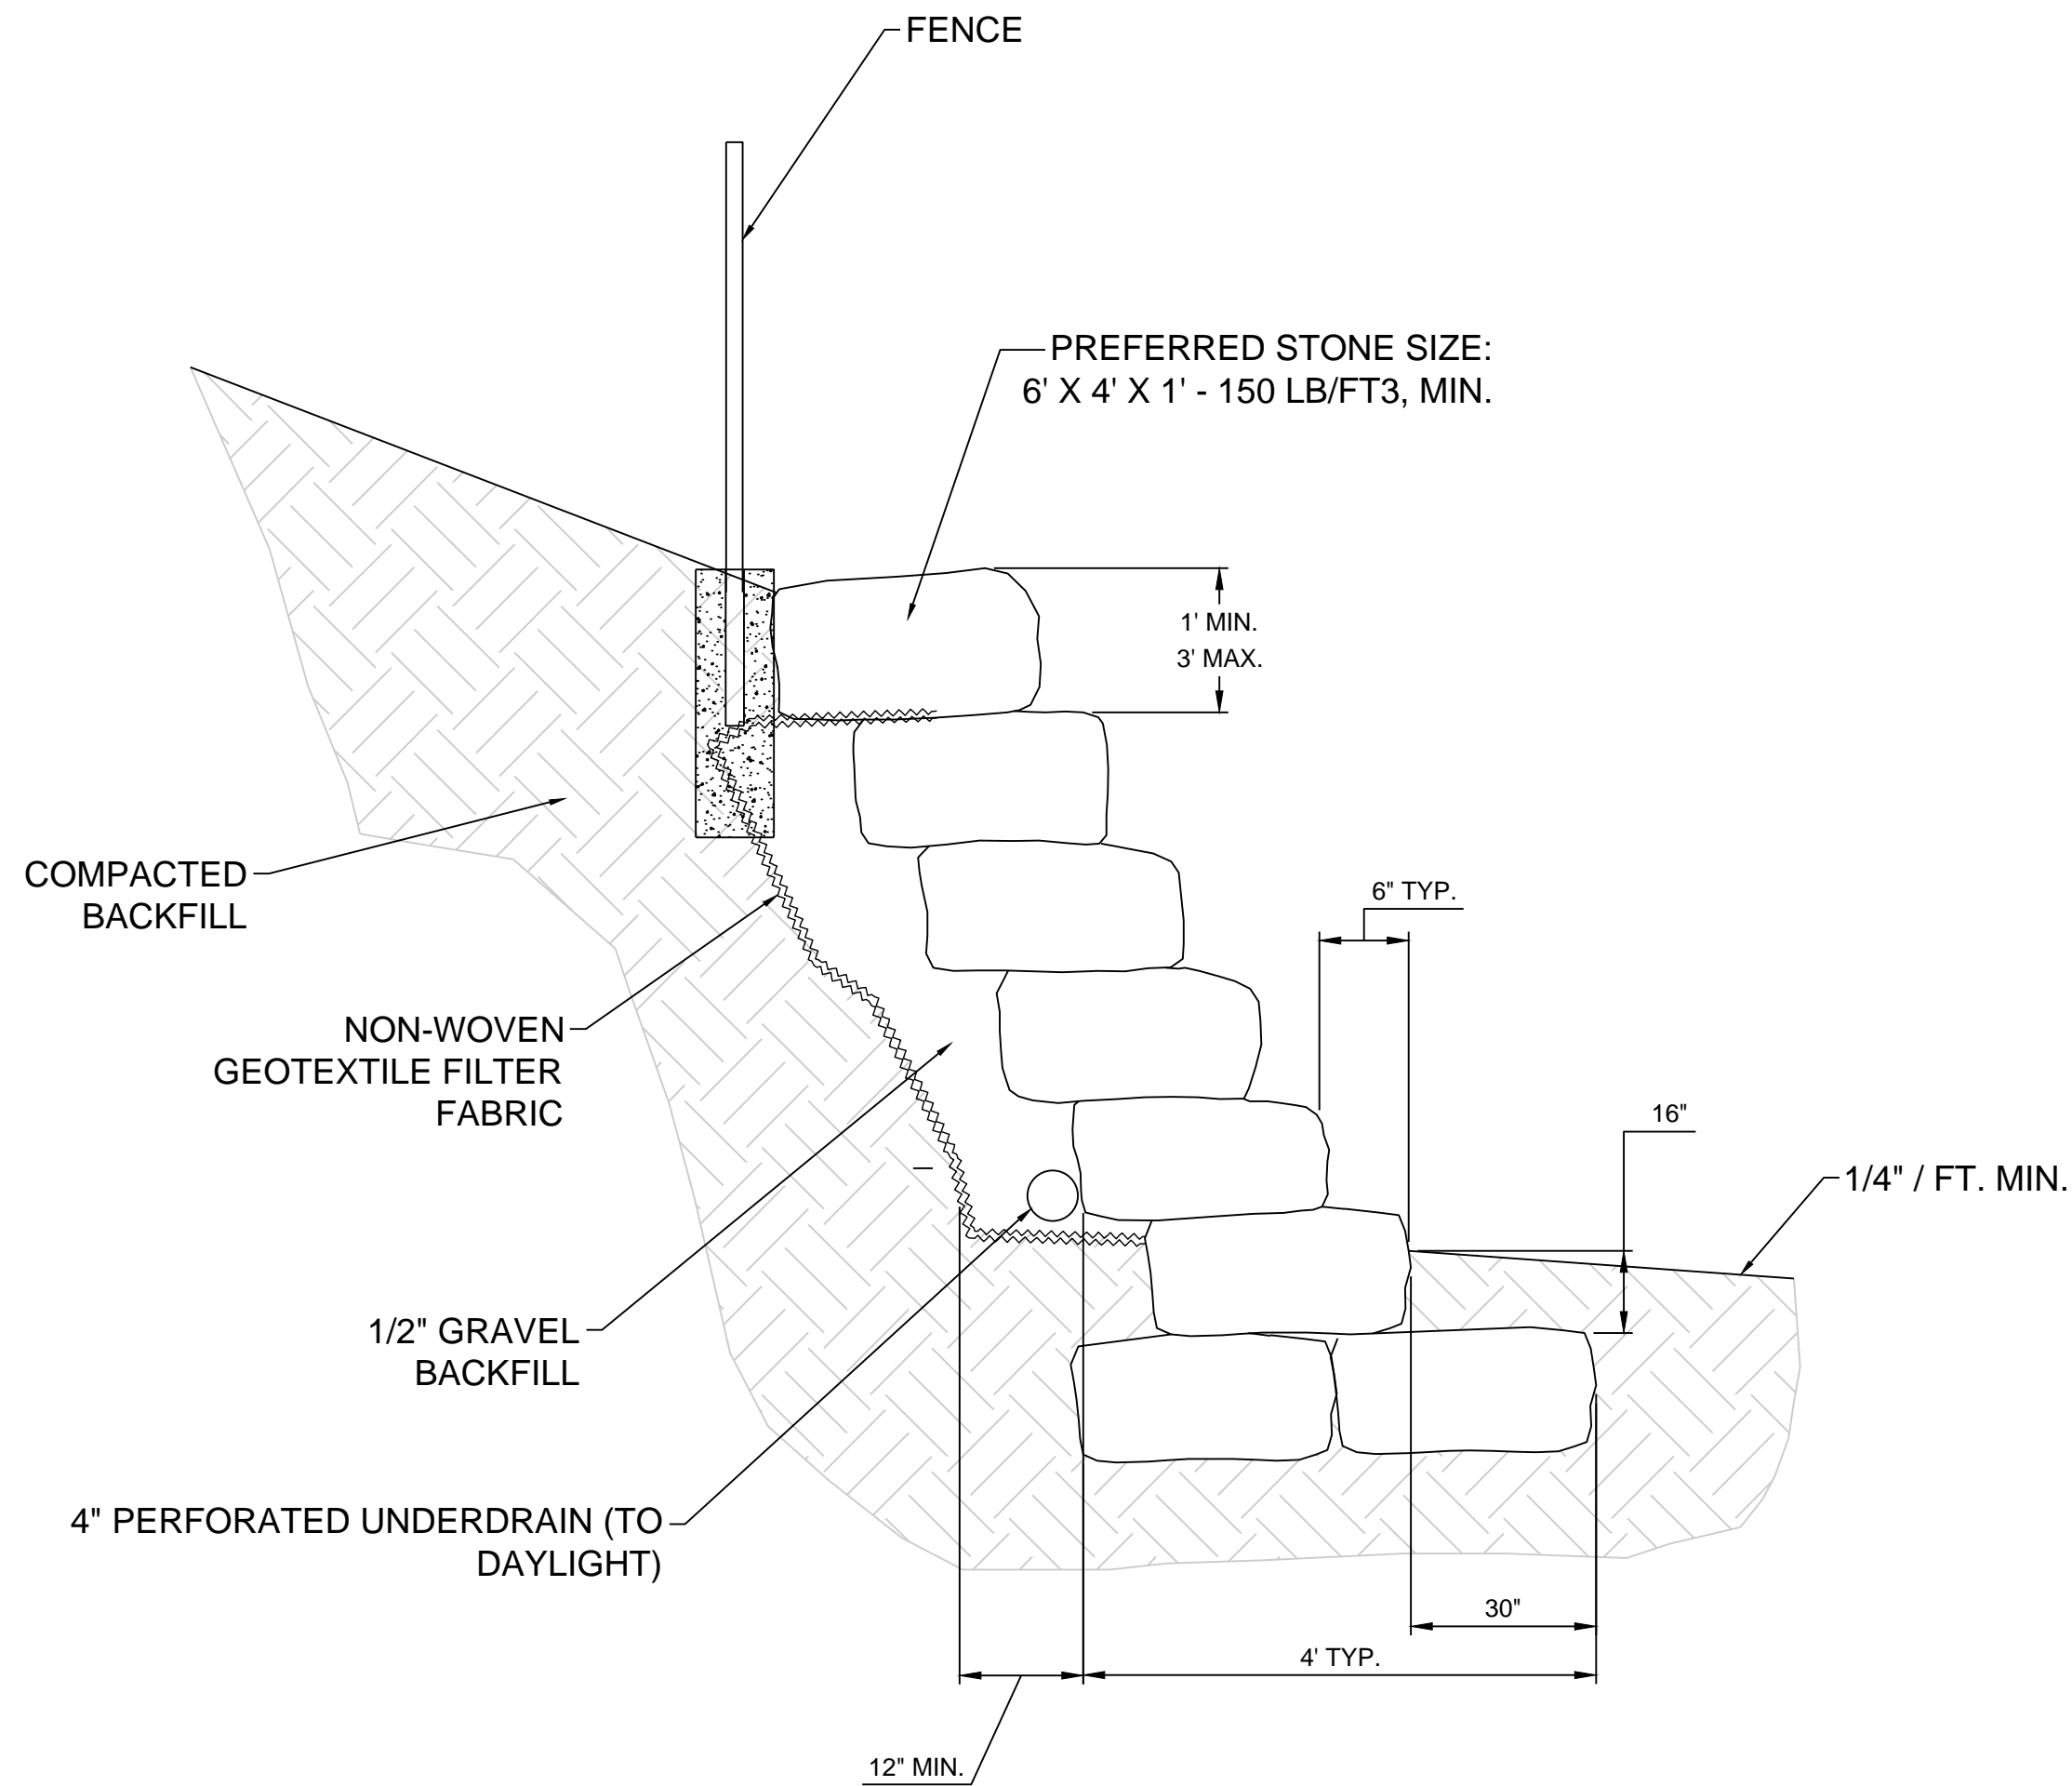 FENCE
PREFERRED STONE SIZE:
6' X 4' X 1' - 150 LB/FT3, MIN.
1' MIN.
3' MAX.
COMPACTED
BACKFILL
6" TYP.
NON-WOVEN
GEOTEXTILE FILTER
FABRIC
16"
1/4" / FT. MIN.
1/2" GRAVEL
BACKFILL
4" PERFORATED UNDERDRAIN (TO
DAYLIGHT)
30"
4' TYP.
12" MIN.